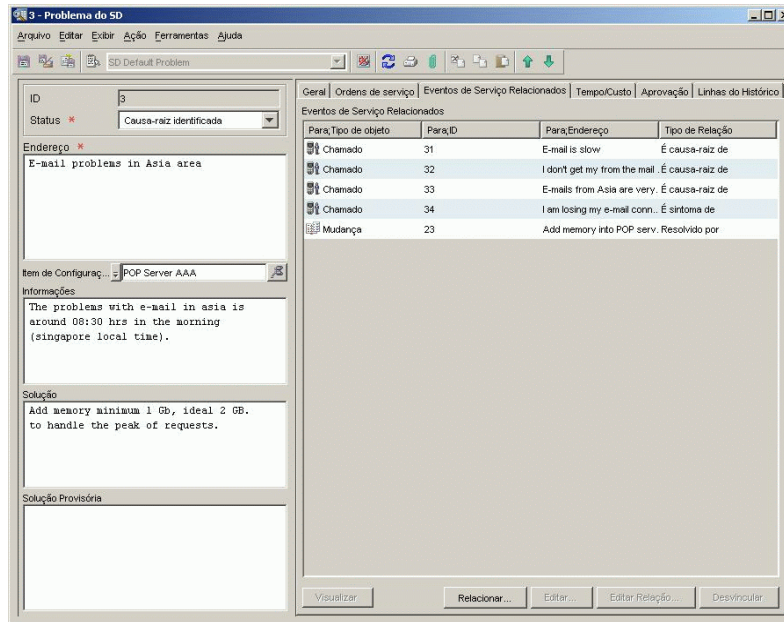 3 - Problema do SD
Arquivo Editar Exibir Ação Ferramentas Ajuda
SD Default Problem
ID 3
Status * Causa-raiz identificada
Endereço *
E-mail problems in Asia area
Item de Configuraç... POP Server AAA
Informações
The problems with e-mail in asia is
around 08:30 hrs in the morning
(singapore local time).
Solução
Add memory minimum 1 Gb, ideal 2 GB.
to handle the peak of requests.
Solução Provisória
Geral Ordens de serviço Eventos de Serviço Relacionados Tempo/Custo Aprovação Linhas do Histórico
Eventos de Serviço Relacionados
Para;Tipo de objeto Para;ID Para;Endereço Tipo de Relação
Chamado 31 E-mail is slow É causa-raiz de
Chamado 32 I don't get my from the mail . É causa-raiz de
Chamado 33 E-mails from Asia are very. É causa-raiz de
Chamado 34 I am losing my e-mail conn.. É sintoma de
Mudança 23 Add memory into POP serv. Resolvido por
Visualizar Relacionar... Editar... Editar Relação... Desvincular